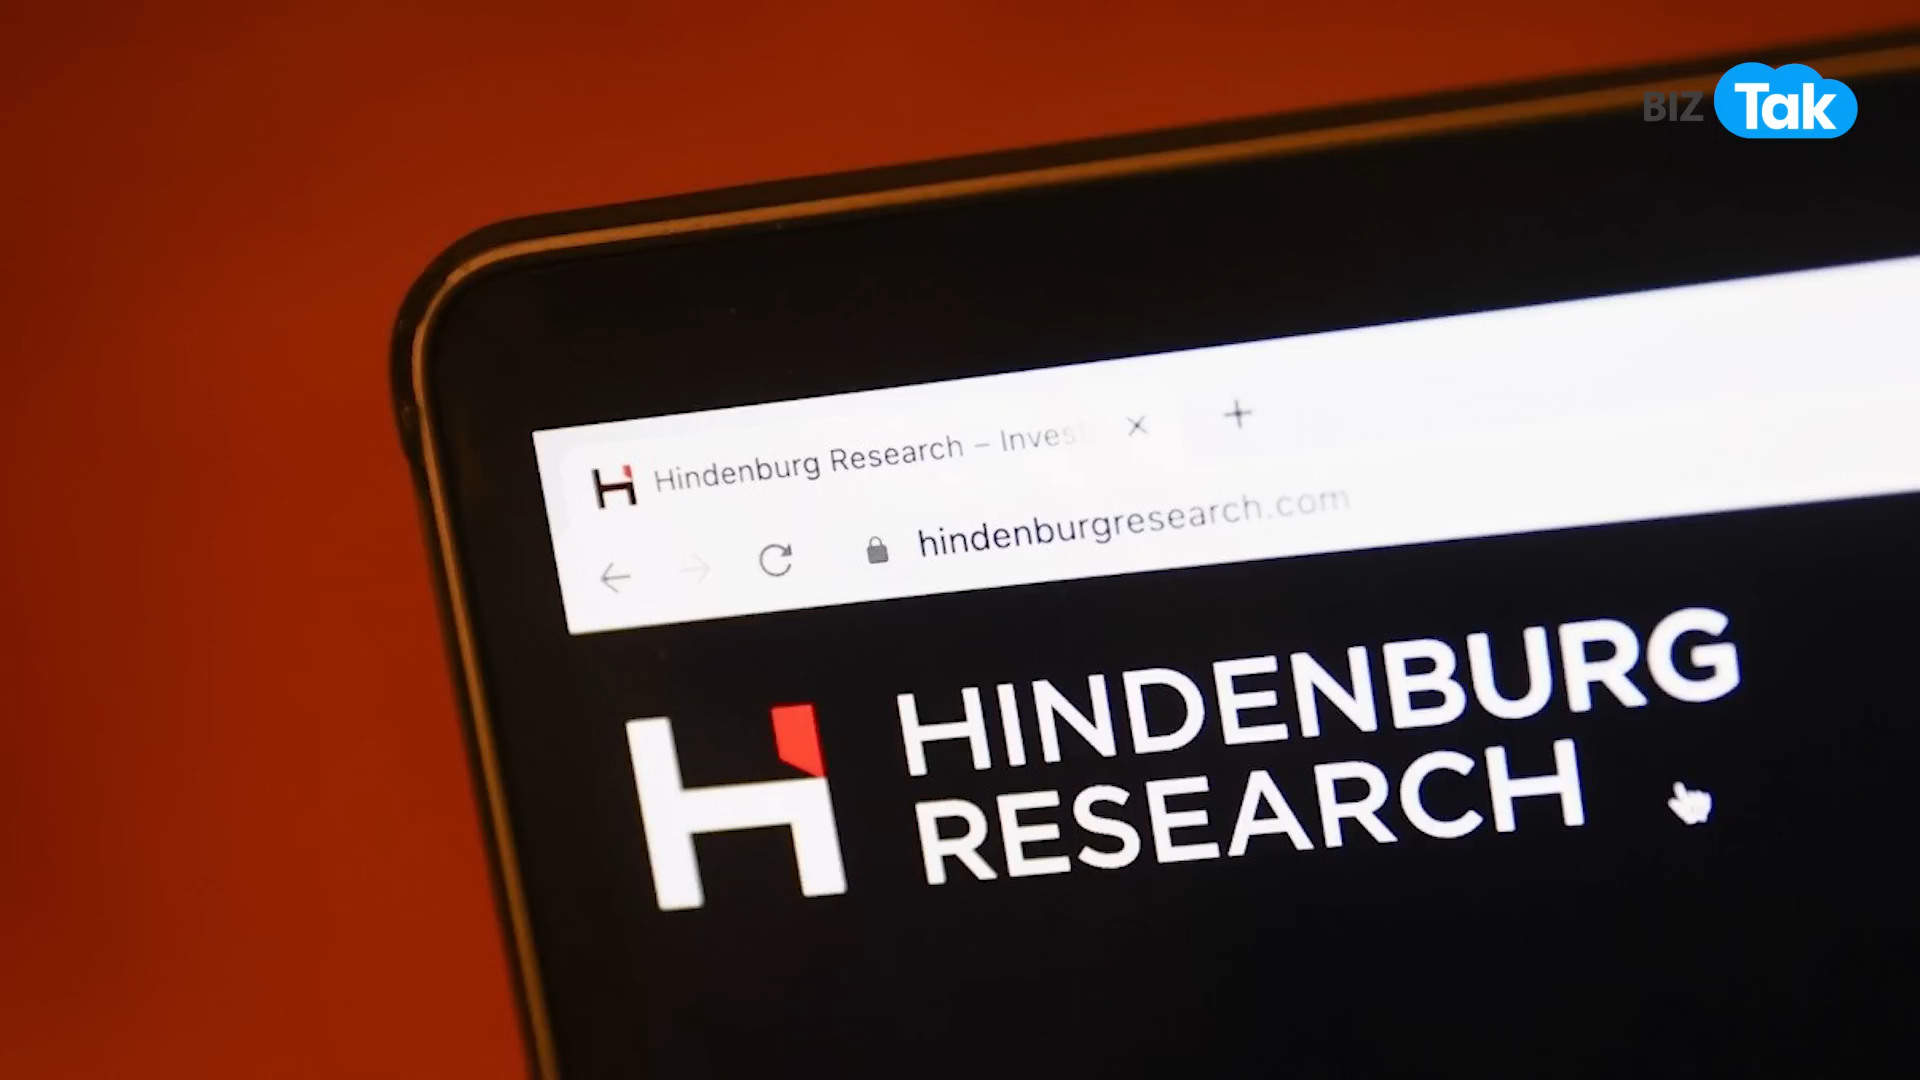 BIZ Tak
Hindenburg Research – Inves
hindenburgresearch.com
HINDENBURG
RESEARCH